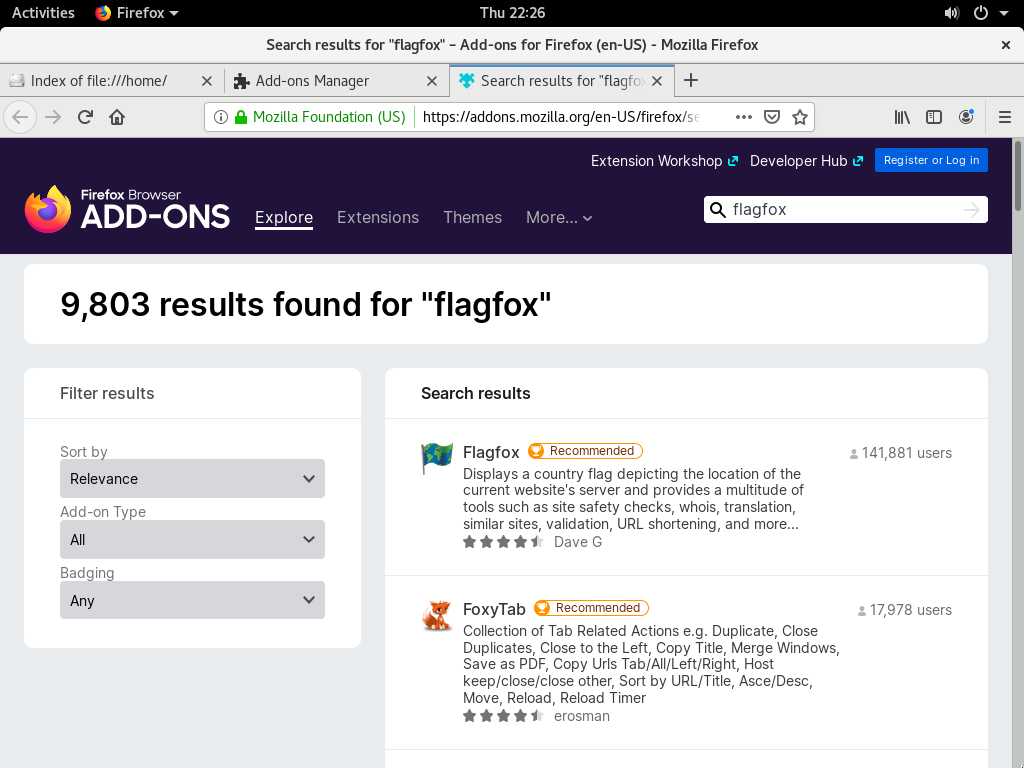 Activities Firefox Thu 22:26
Search results for "flagfox" – Add-ons for Firefox (en-US) - Mozilla Firefox
Index of file:///home/ Add-ons Manager Search results for "flagfo
Mozilla Foundation (US) https://addons.mozilla.org/en-US/firefox/se
Extension Workshop Developer Hub Register or Log in
Firefox Browser
ADD-ONS Explore Extensions Themes More... flagfox
9,803 results found for "flagfox"
Filter results
Sort by
Relevance
Add-on Type
All
Badging
Any
Search results
Flagfox Recommended 141,881 users
Displays a country flag depicting the location of the
current website's server and provides a multitude of
tools such as site safety checks, whois, translation,
similar sites, validation, URL shortening, and more...
Dave G
FoxyTab Recommended 17,978 users
Collection of Tab Related Actions e.g. Duplicate, Close
Duplicates, Close to the Left, Copy Title, Merge Windows,
Save as PDF, Copy Urls Tab/All/Left/Right, Host
keep/close/close other, Sort by URL/Title, Asce/Desc,
Move, Reload, Reload Timer
erosman